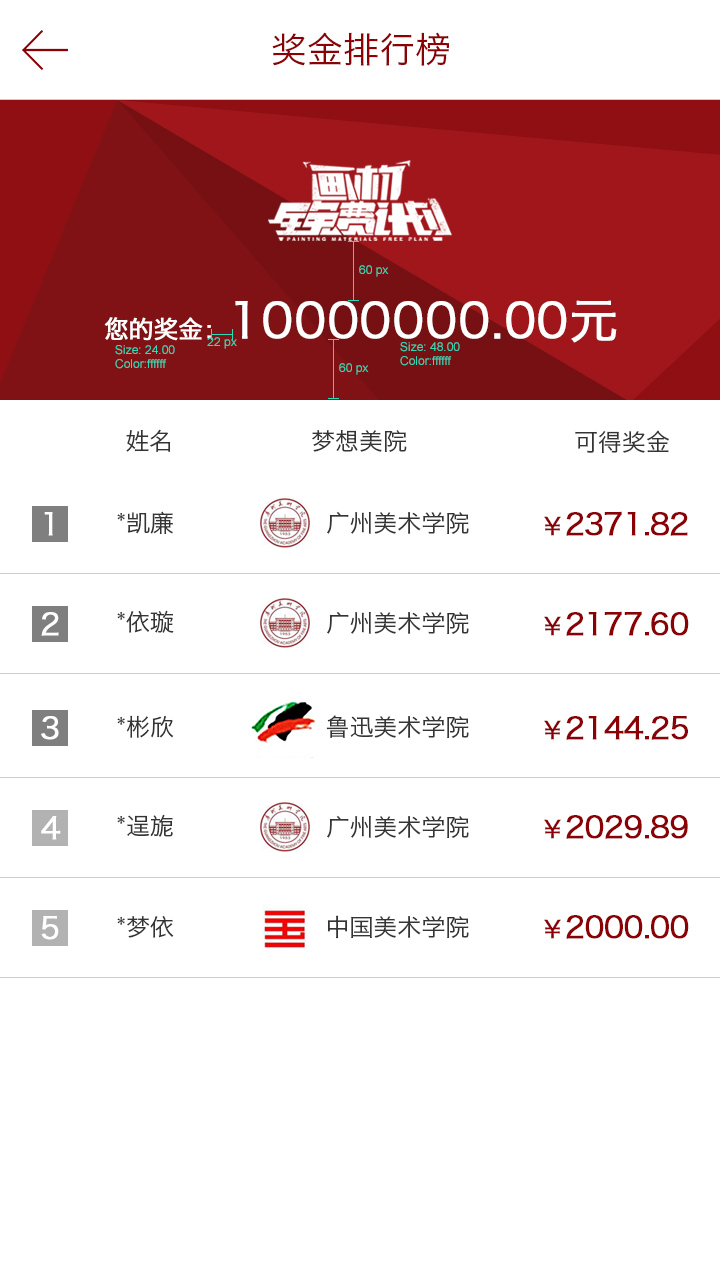 奖金排行榜
画材
全免费计划
PAINTING MATERIALS FREE PLAN
60 px
您的奖金: 10000000.00元
22 px
Size: 24.00
Color:ffffff
Size: 48.00
Color:ffffff
60 px
姓名 梦想美院 可得奖金
1 *凯廉 广州美术学院 ¥2371.82
2 *依璇 广州美术学院 ¥2177.60
3 *彬欣 鲁迅美术学院 ¥2144.25
4 *逞旎 广州美术学院 ¥2029.89
5 *梦依 中国美术学院 ¥2000.00